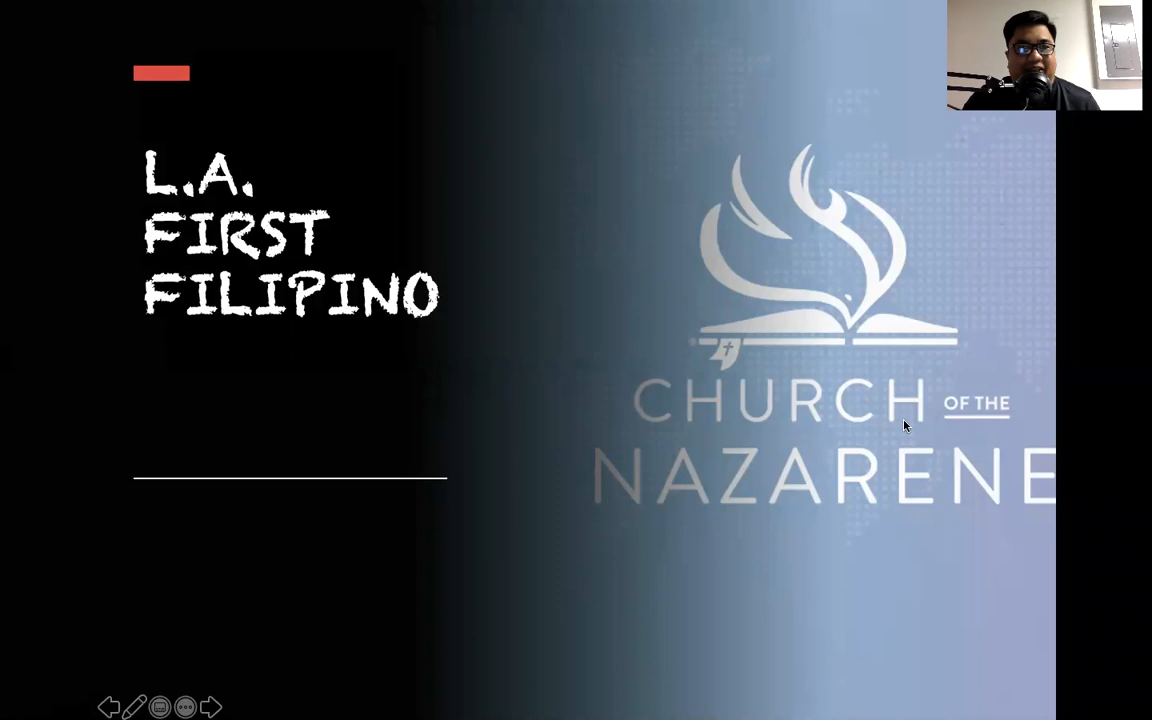 L.A.
FIRST
FILIPINO
CHURCH OF THE
NAZARENE